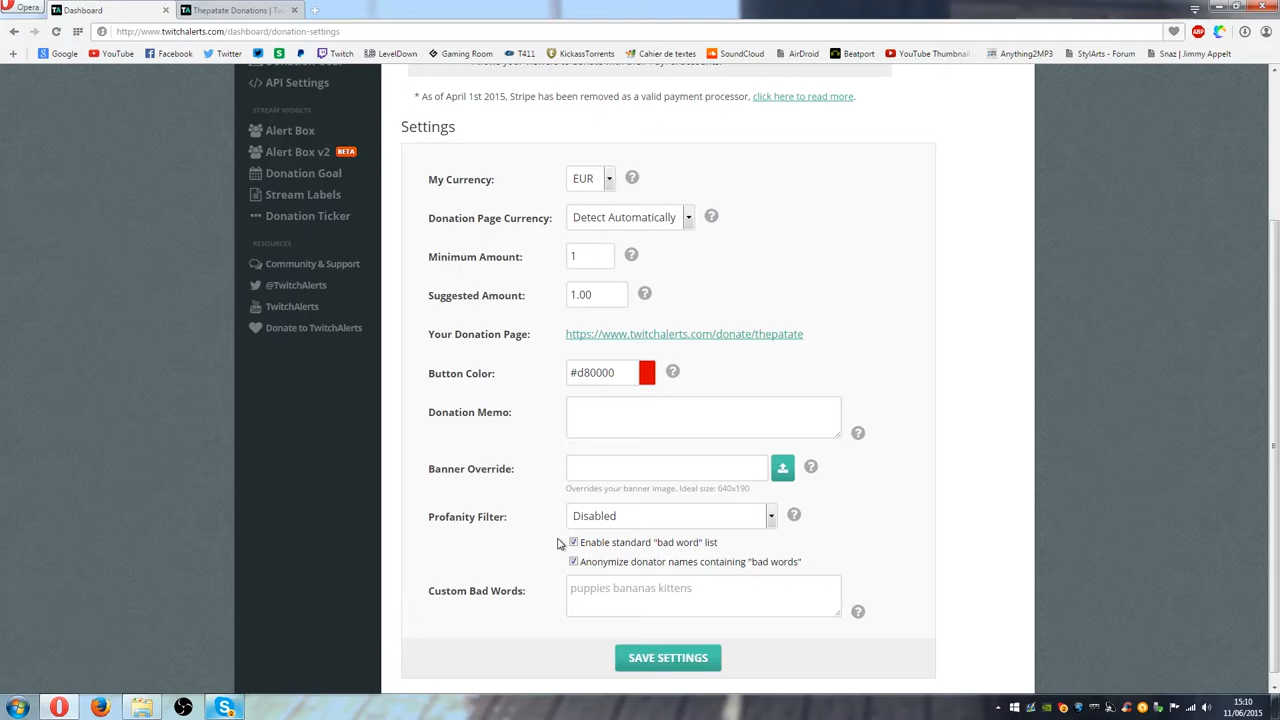 Opera
Dashboard
Thepatate Donations | Tw
http://www.twitchalerts.com/dashboard/donation-settings
Google
YouTube
Facebook
Twitter
Twitch
LevelDown
Gaming Room
T411
KickassTorrents
Cahier de textes
SoundCloud
AirDroid
Beatport
YouTube Thumbnail
Anything2MP3
StylArts - Forum
Snaz | Jimmy Appelt
</> API Settings
STREAM WIDGETS
Alert Box
Alert Box v2 BETA
Donation Goal
Stream Labels
Donation Ticker
RESOURCES
Community & Support
@TwitchAlerts
TwitchAlerts
Donate to TwitchAlerts
* As of April 1st 2015, Stripe has been removed as a valid payment processor, click here to read more.
Settings
My Currency: EUR
Donation Page Currency: Detect Automatically
Minimum Amount: 1
Suggested Amount: 1.00
Your Donation Page: https://www.twitchalerts.com/donate/thepatate
Button Color: #d80000
Donation Memo:
Banner Override:
Overrides your banner image. Ideal size: 640x190
Profanity Filter: Disabled
Enable standard "bad word" list
Anonymize donator names containing "bad words"
Custom Bad Words: puppies bananas kittens
SAVE SETTINGS
15:10
11/06/2015